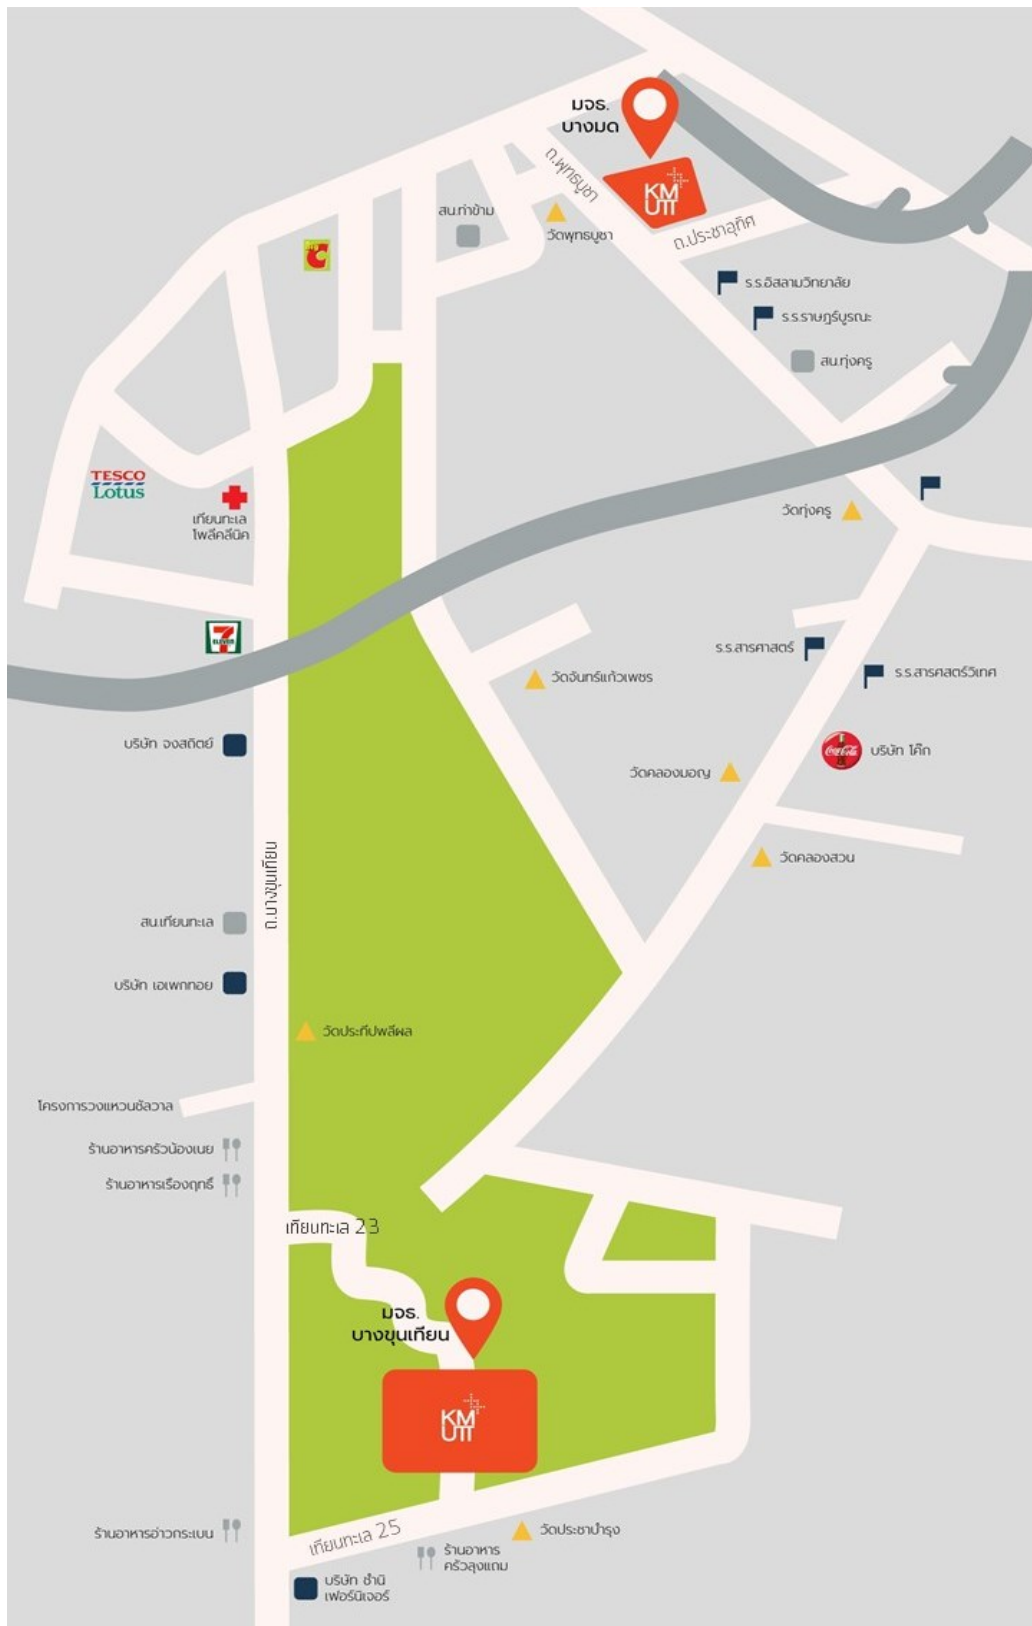 มจธ.
บางมด
ถ.พุทธบูชา
KM
UTT
สน.ท่าข้าม
วัดพุทธบูชา
ถ.ประชาอุทิศ
C
ร.ร.อิสลามวิทยาลัย
ร.ร.ราษฎร์บูรณะ
สน.ทุ่งครุ
TESCO
Lotus
เทียนทะเล
โพลีคลีนิค
วัดทุ่งครุ
7
ELEVEN
ร.ร.สารศาสตร์
ร.ร.สารศสตร์วิเทศ
วัดจันทร์แก้วเพชร
บริษัท จงสถิตย์
Coca-Cola
บริษัท โค๊ก
วัดคลองมอญ
ถ.บางขุนเทียน
วัดคลองสวน
สน.เทียนทะเล
บริษัท เอเพกทอย
วัดประทีปพลีผล
โครงการวงแหวนชัลวาล
ร้านอาหารครัวน้องเนย
ร้านอาหารเรืองฤทธิ์
เทียนทะเล 23
มจธ.
บางขุนเทียน
KM
UTT
เทียนทะเล 25
ร้านอาหารอ่าวกระเบน
วัดประชาบำรุง
ร้านอาหาร
ครัวลุงแถม
บริษัท ชำนิ
เฟอร์นิเจอร์